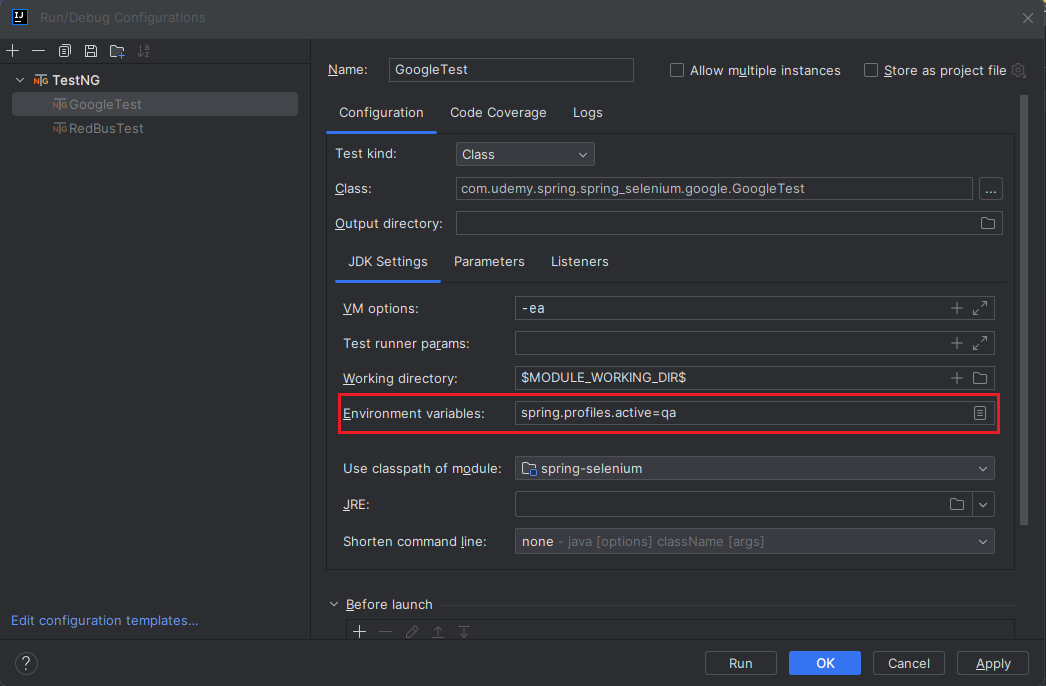 Run/Debug Configurations
TestNG
GoogleTest
RedBusTest
Edit configuration templates...
Name: GoogleTest
Allow multiple instances
Store as project file
Configuration Code Coverage Logs
Test kind: Class
Class: com.udemy.spring.spring_selenium.google.GoogleTest ...
Output directory:
JDK Settings Parameters Listeners
VM options: -ea
Test runner params:
Working directory: $MODULE_WORKING_DIR$
Environment variables: spring.profiles.active=qa
Use classpath of module: spring-selenium
JRE:
Shorten command line: none - java [options] className [args]
Before launch
? Run OK Cancel Apply